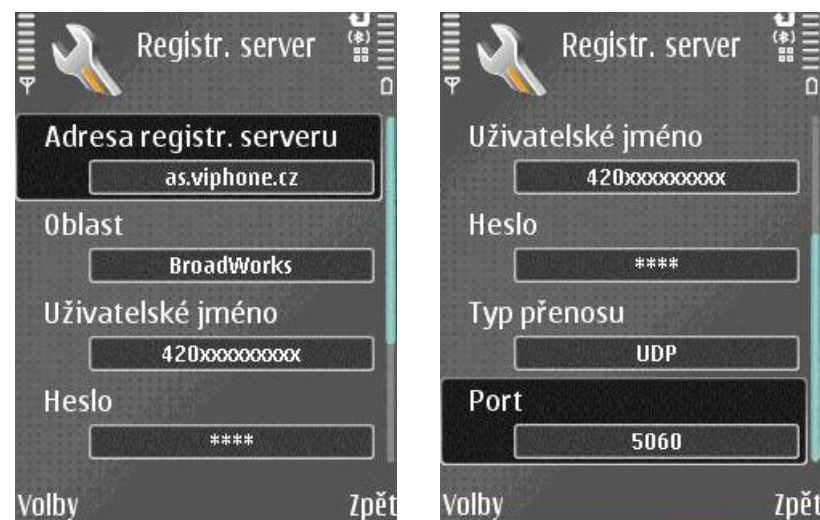 Registr. server
Adresa registr. serveru
as.viphone.cz
Oblast
BroadWorks
Uživatelské jméno
420xxxxxxxxx
Heslo
****
Volby
Zpět
Registr. server
Uživatelské jméno
420xxxxxxxxx
Heslo
****
Typ přenosu
UDP
Port
5060
Volby
Zpět